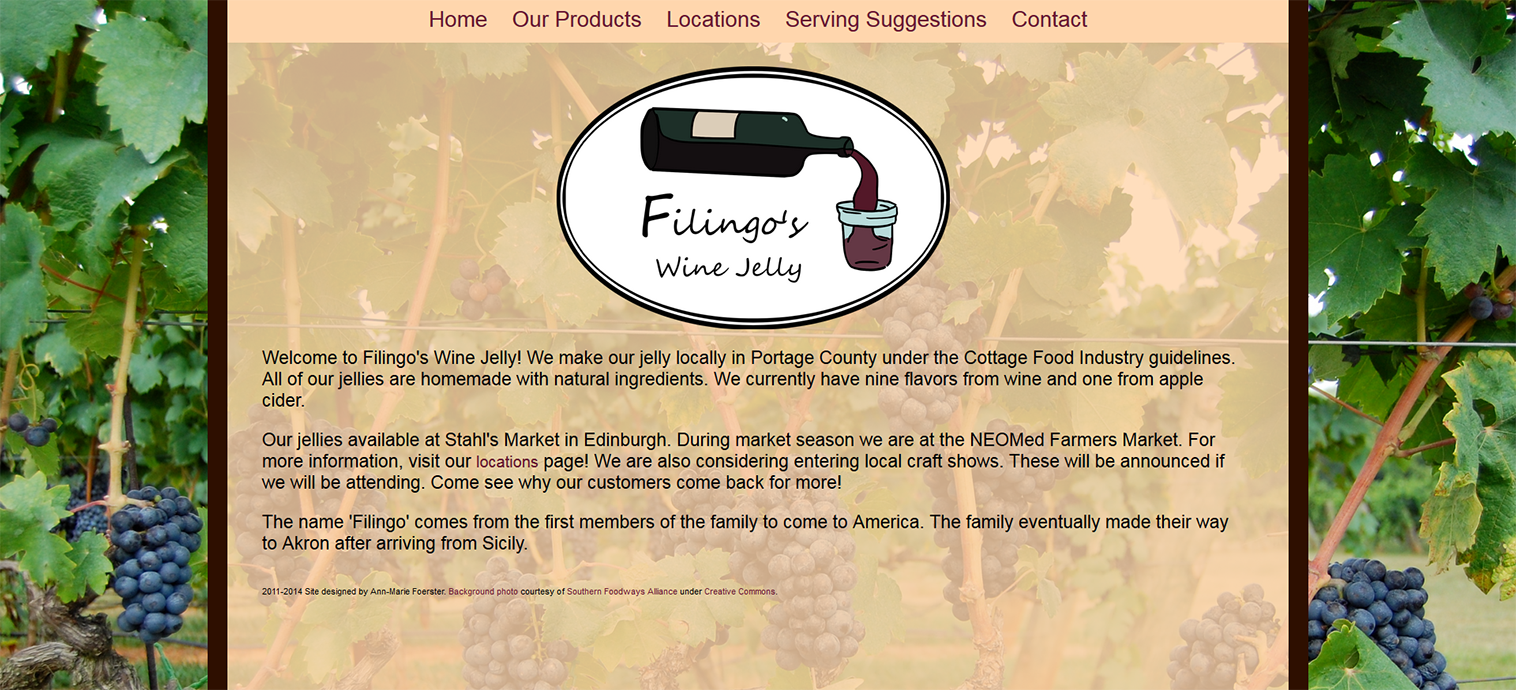 Home Our Products Locations Serving Suggestions Contact
Filingo's
Wine Jelly
Welcome to Filingo's Wine Jelly! We make our jelly locally in Portage County under the Cottage Food Industry guidelines.
All of our jellies are homemade with natural ingredients. We currently have nine flavors from wine and one from apple
cider.
Our jellies available at Stahl's Market in Edinburgh. During market season we are at the NEOMed Farmers Market. For
more information, visit our locations page! We are also considering entering local craft shows. These will be announced if
we will be attending. Come see why our customers come back for more!
The name 'Filingo' comes from the first members of the family to come to America. The family eventually made their way
to Akron after arriving from Sicily.
2011-2014 Site designed by Ann-Marie Foerster. Background photo courtesy of Southern Foodways Alliance under Creative Commons.